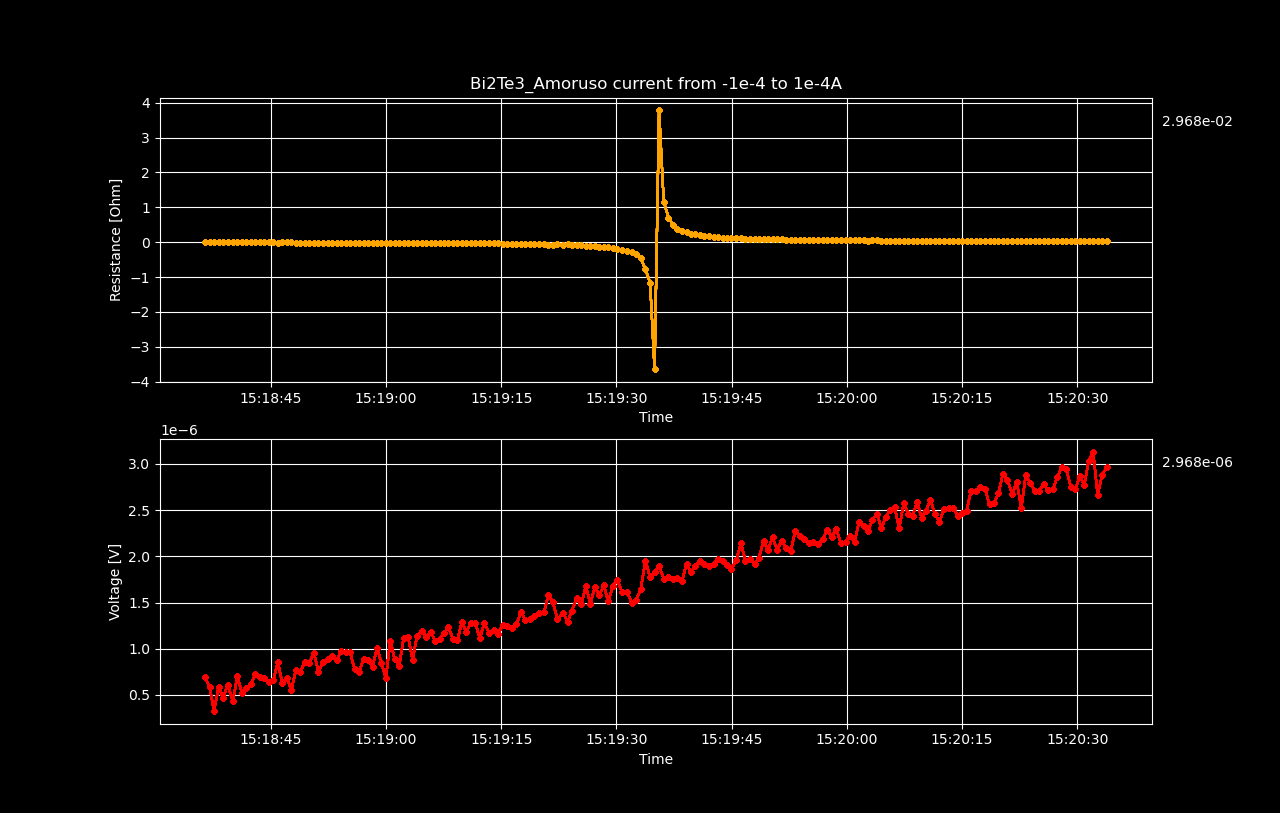 Bi2Te3_Amoruso current from -1e-4 to 1e-4A
2.968e-02
Resistance [Ohm]
4
3
2
1
0
−1
−2
−3
−4
15:18:45 15:19:00 15:19:15 15:19:30 15:19:45 15:20:00 15:20:15 15:20:30
Time
1e−6
2.968e-06
Voltage [V]
3.0
2.5
2.0
1.5
1.0
0.5
15:18:45 15:19:00 15:19:15 15:19:30 15:19:45 15:20:00 15:20:15 15:20:30
Time